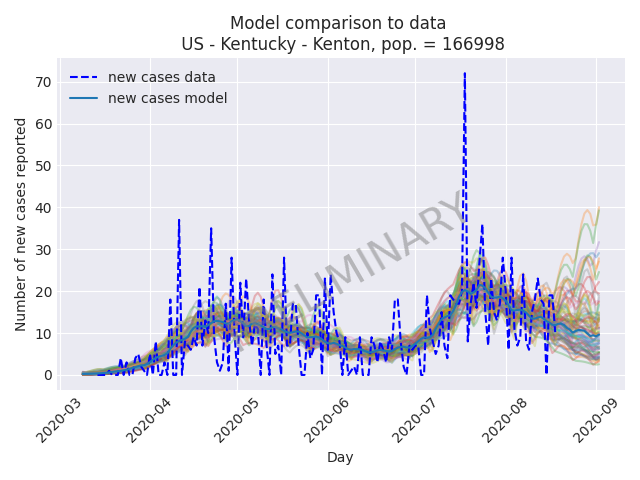 Model comparison to data
US - Kentucky - Kenton, pop. = 166998
new cases data
new cases model
Number of new cases reported
70
60
50
40
30
20
10
0
2020-03
2020-04
2020-05
2020-06
2020-07
2020-08
2020-09
Day